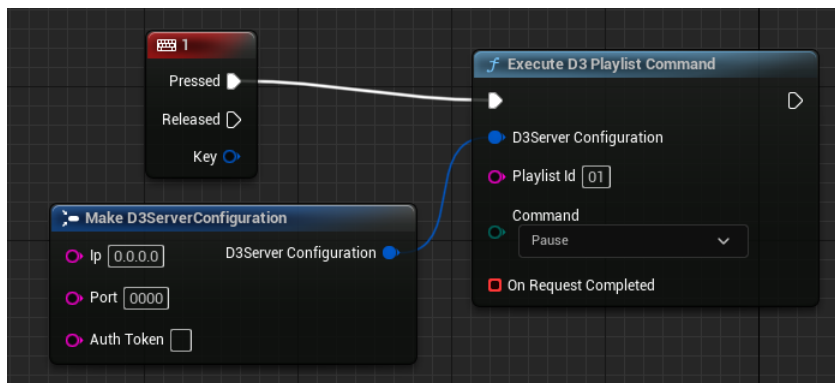 1
Pressed
Released
Key
Make D3ServerConfiguration
Ip 0.0.0.0
D3Server Configuration
Port 0000
Auth Token
f Execute D3 Playlist Command
D3Server Configuration
Playlist Id 01
Command
Pause
On Request Completed